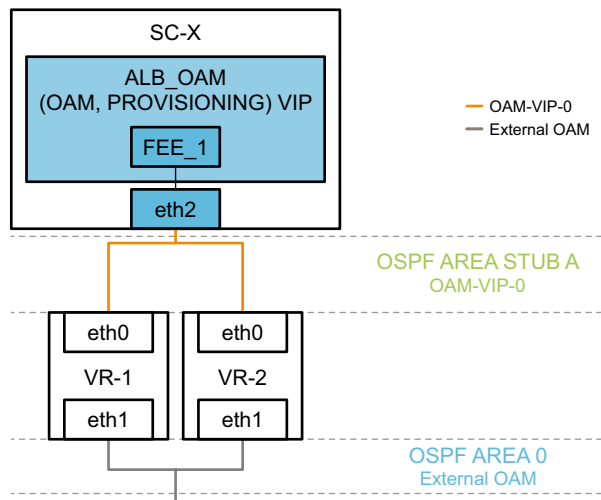 SC-X
ALB_OAM
(OAM, PROVISIONING) VIP
FEE_1
eth2
OAM-VIP-0
External OAM
OSPF AREA STUB A
OAM-VIP-0
eth0
eth0
VR-1
VR-2
eth1
eth1
OSPF AREA 0
External OAM